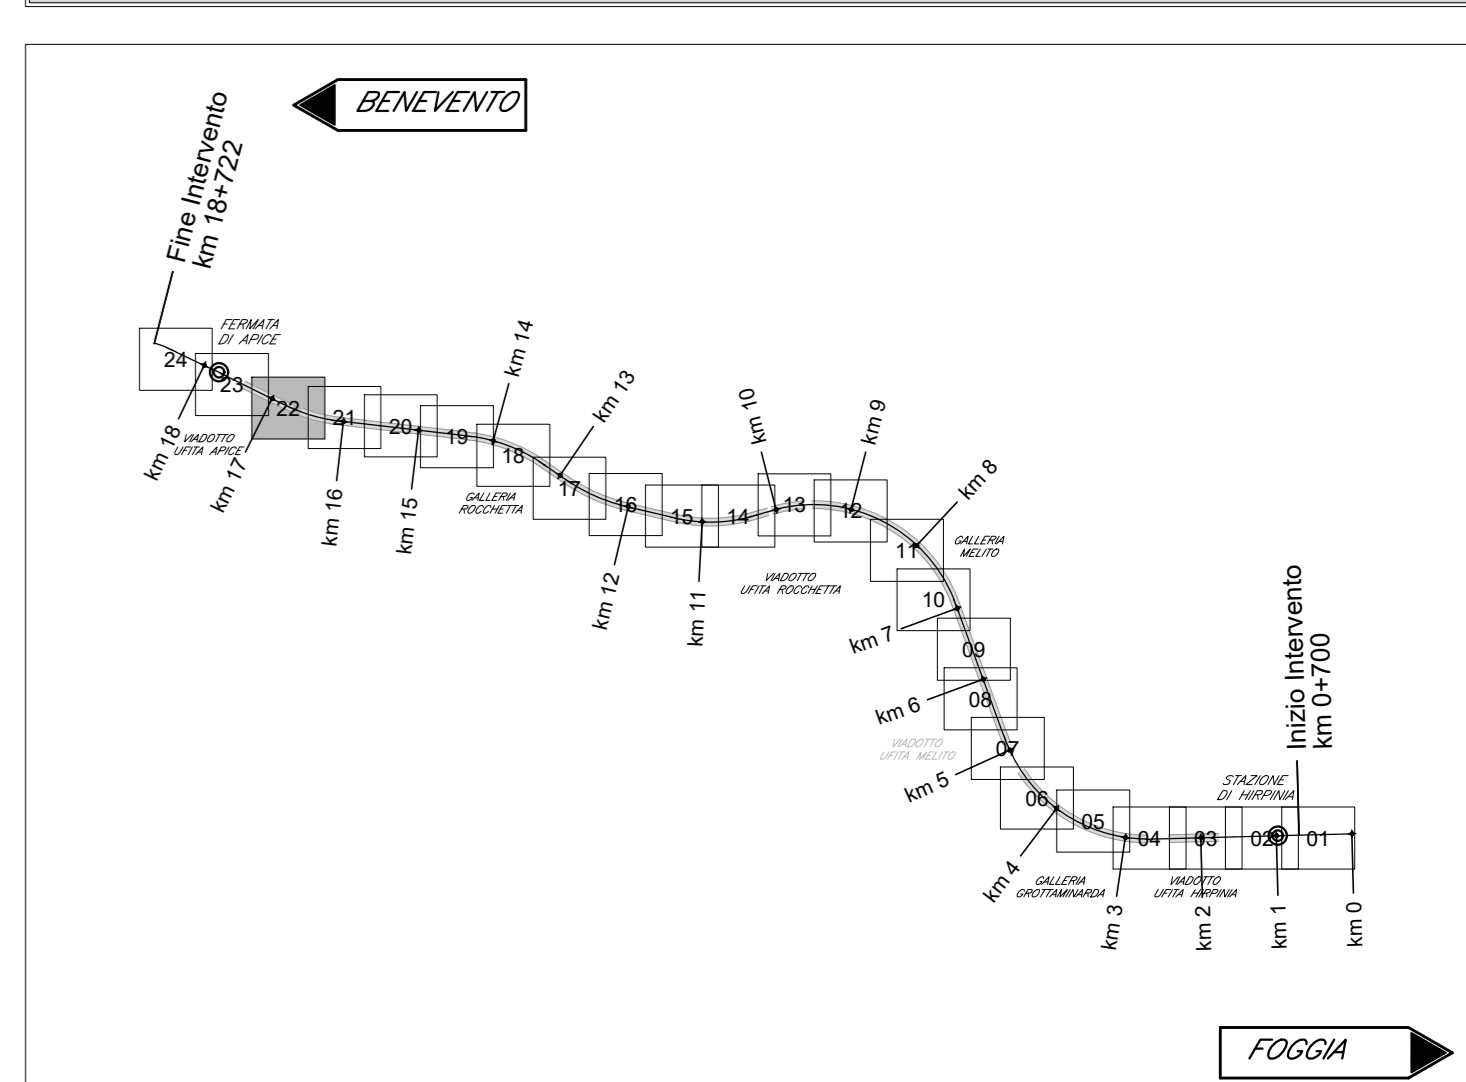 BENEVENTO
Fine Intervento
km 18+722
FERMATA
DI APICE
24
23
22
21
20
19
18
17
16
15
14
13
12
11
10
09
08
07
06
05
04
03
02
01
VIADOTTO
UFITA APICE
km 18
km 17
km 16
km 15
km 14
km 13
GALLERIA
ROCCHETTA
km 12
km 11
km 10
km 9
km 8
VIADOTTO
UFITA ROCCHETTA
GALLERIA
MELITO
km 7
km 6
VIADOTTO
UFITA MELITO
km 5
km 4
GALLERIA
GROTTAMINARDA
km 3
VIADOTTO
UFITA HIRPINIA
km 2
STAZIONE
DI HIRPINIA
km 1
Inizio Intervento
km 0+700
km 0
FOGGIA